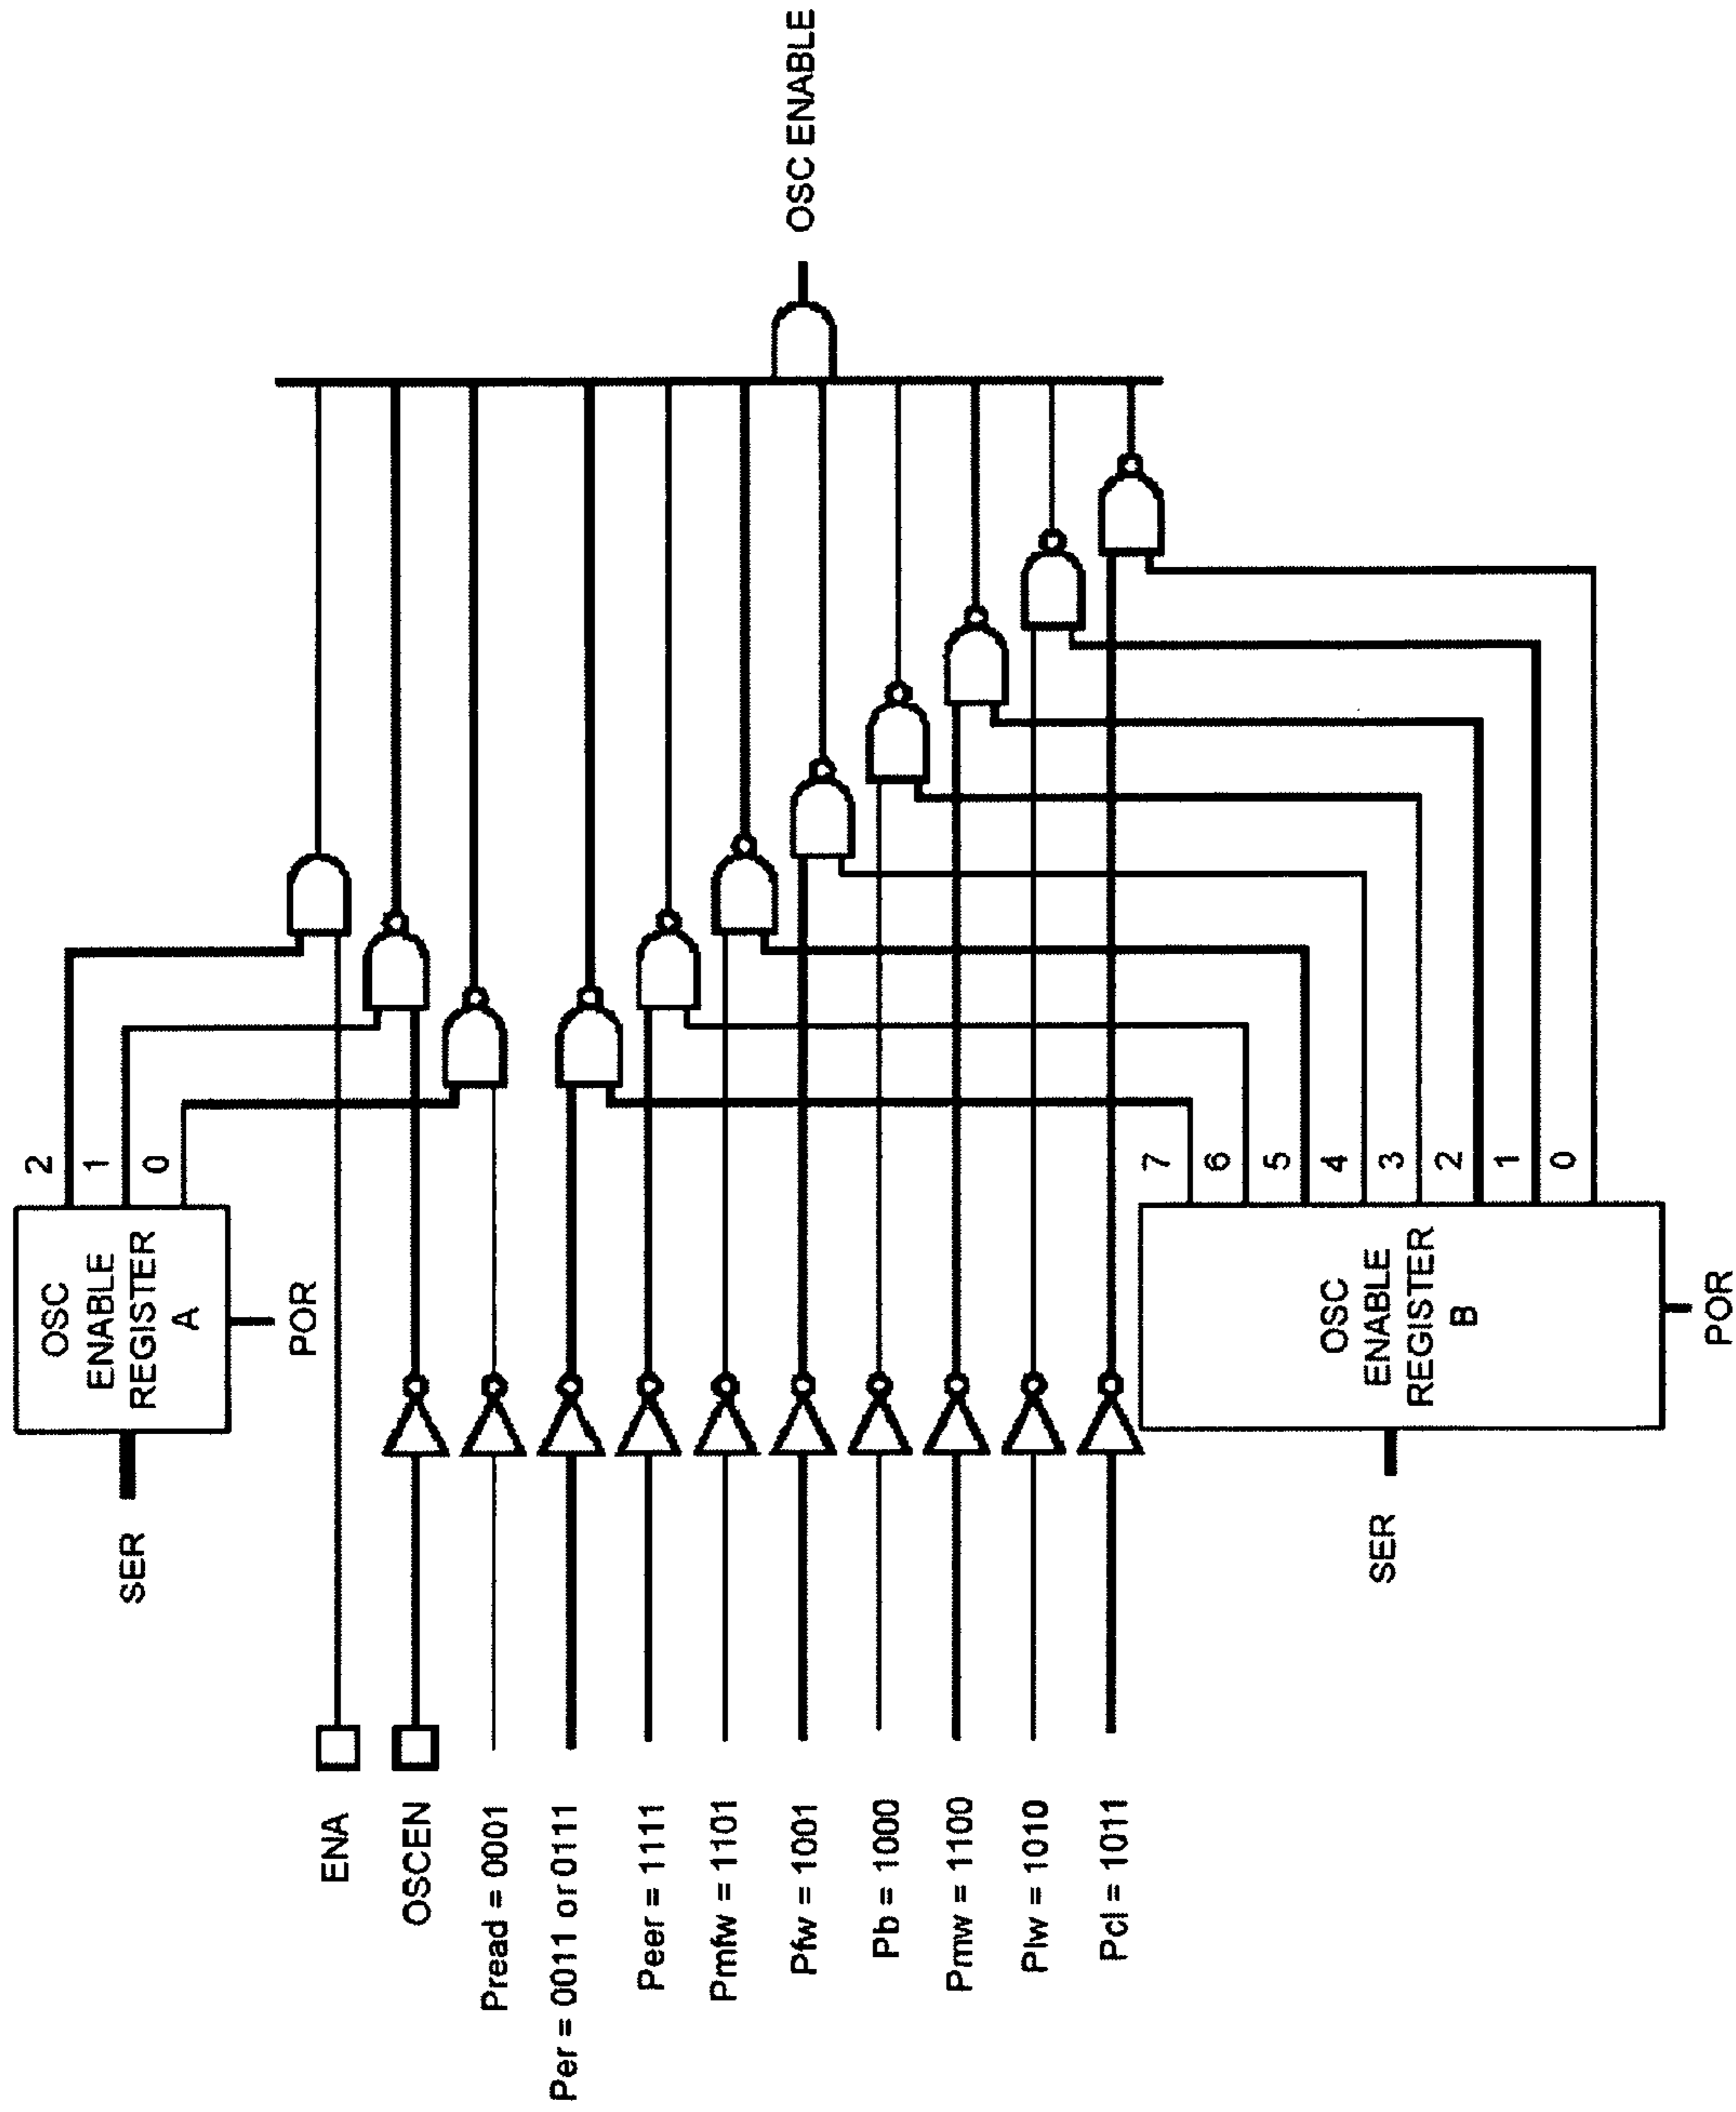 OSC
ENABLE
REGISTER
A
2
1
0
SER
POR
ENA
OSCEN
Pread = 0001
Per = 0011 or 0111
Peer = 1111
Pmfw = 1101
Pfw = 1001
Pb = 1000
Pmw = 1100
Plw = 1010
Pcl = 1011
OSC ENABLE
7
6
5
4
3
2
1
0
OSC
ENABLE
REGISTER
B
SER
POR